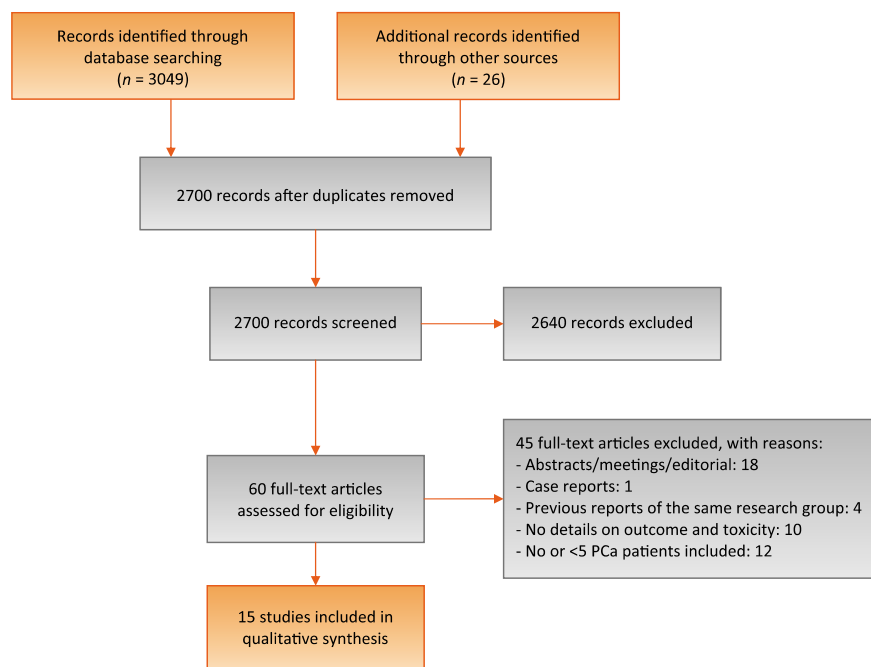 Records identified through
database searching
(n = 3049)
Additional records identified
through other sources
(n = 26)
2700 records after duplicates removed
2700 records screened
2640 records excluded
60 full-text articles
assessed for eligibility
45 full-text articles excluded, with reasons:
- Abstracts/meetings/editorial: 18
- Case reports: 1
- Previous reports of the same research group: 4
- No details on outcome and toxicity: 10
- No or <5 PCa patients included: 12
15 studies included in
qualitative synthesis